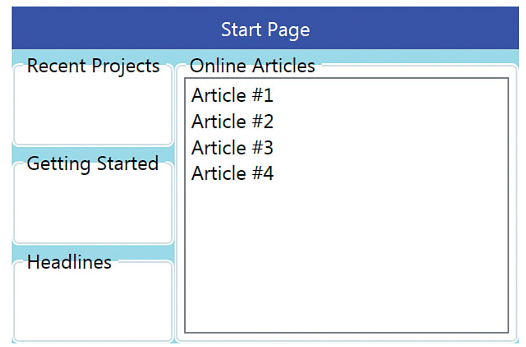 Start Page
Recent Projects
Getting Started
Headlines
Online Articles
Article #1
Article #2
Article #3
Article #4